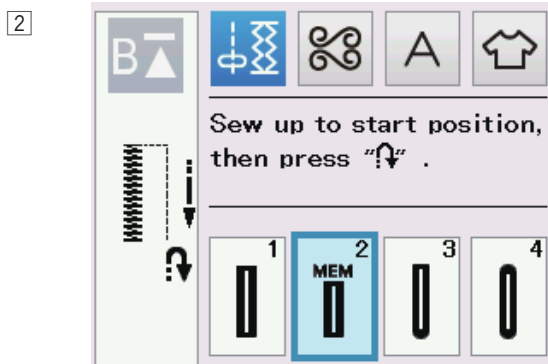 2
B
A
Sew up to start position,
then press "" .
1 2 3 4
MEM